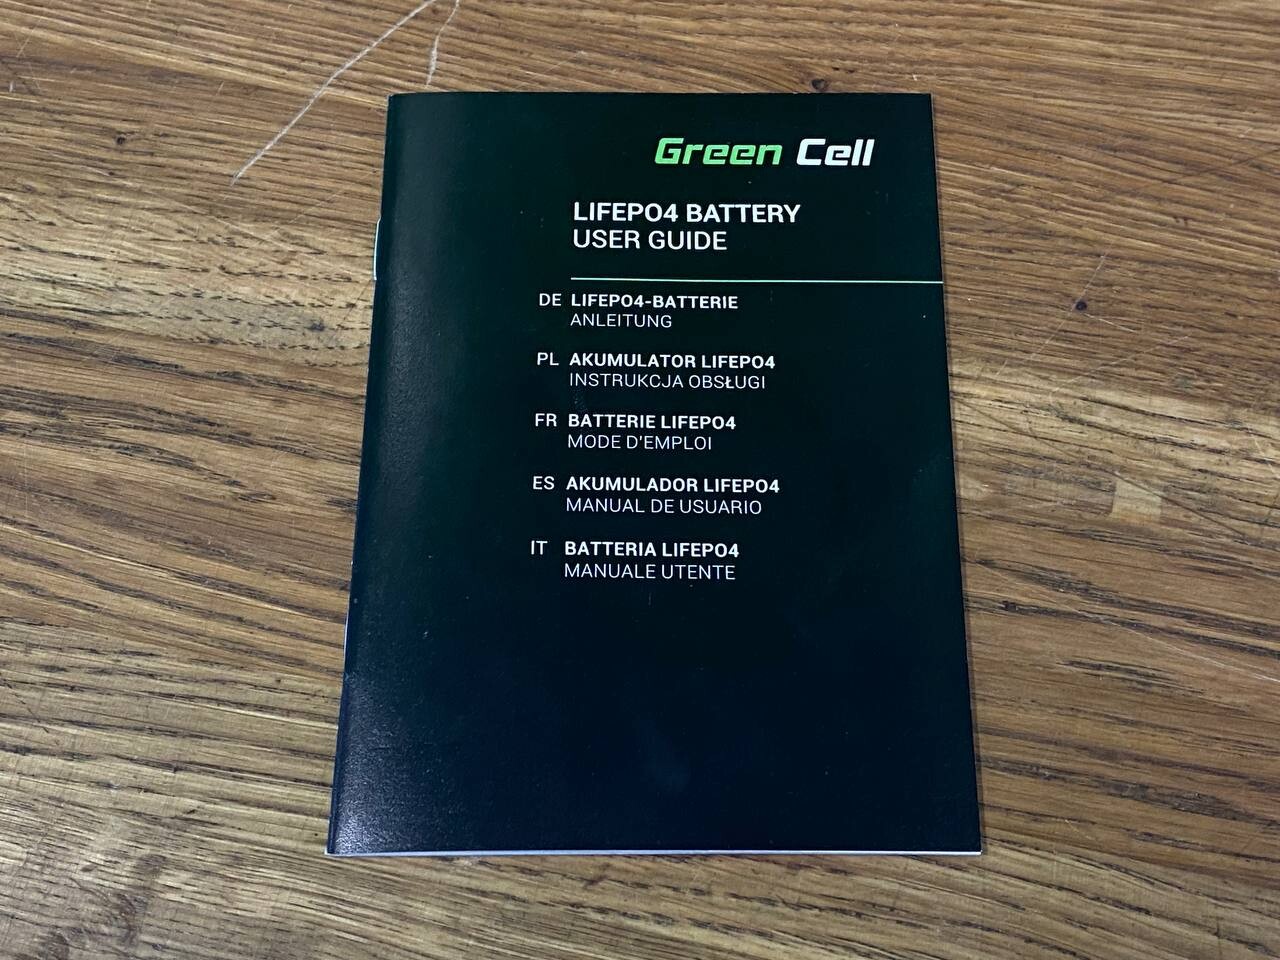 Green Cell
LIFEPO4 BATTERY
USER GUIDE
DE LIFEPO4-BATTERIE
ANLEITUNG
PL AKUMULATOR LIFEPO4
INSTRUKCJA OBSŁUGI
FR BATTERIE LIFEPO4
MODE D'EMPLOI
ES AKUMULADOR LIFEPO4
MANUAL DE USUARIO
IT BATTERIA LIFEPO4
MANUALE UTENTE